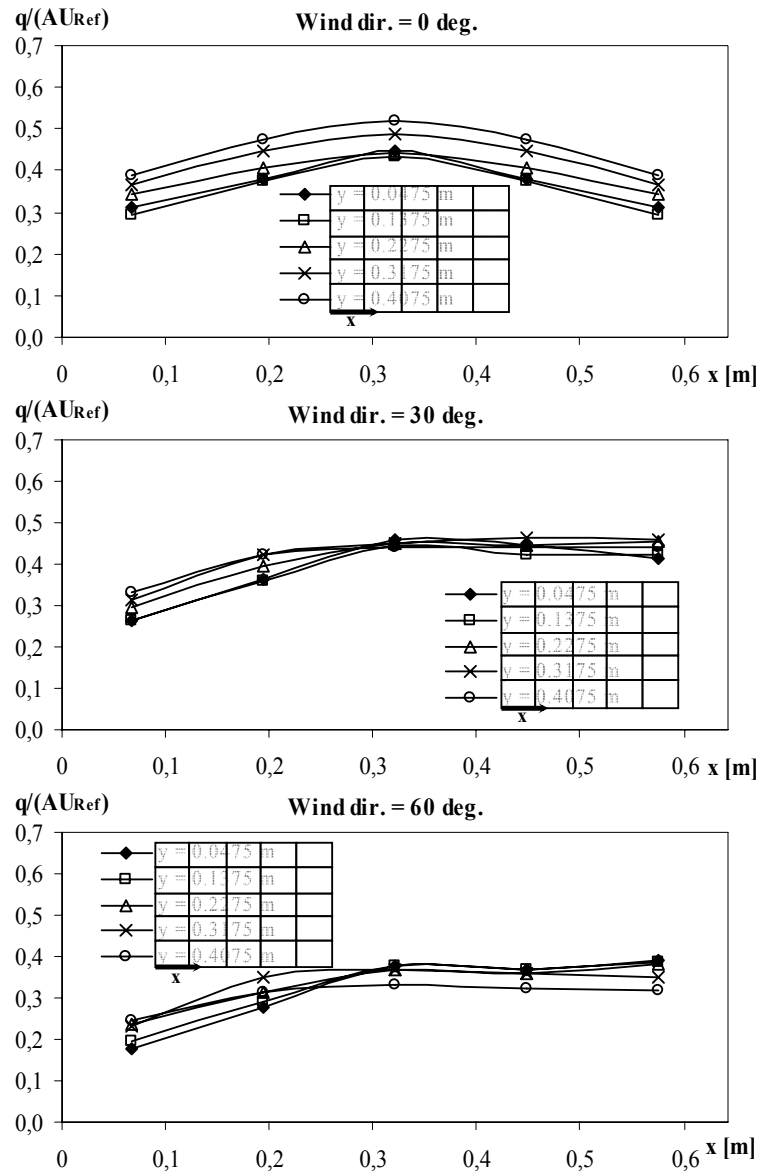 q/(AURef)
Wind dir. = 0 deg.
0,7
0,6
0,5
0,4
0,3
0,2
0,1
0,0
y = 0.0475 m
y = 0.1375 m
y = 0.2275 m
y = 0.3175 m
y = 0.4075 m
x
0 0,1 0,2 0,3 0,4 0,5 0,6 x [m]
q/(AURef)
Wind dir. = 30 deg.
0,7
0,6
0,5
0,4
0,3
0,2
0,1
0,0
y = 0.0475 m
y = 0.1375 m
y = 0.2275 m
y = 0.3175 m
y = 0.4075 m
x
0 0,1 0,2 0,3 0,4 0,5 0,6 x [m]
q/(AURef)
Wind dir. = 60 deg.
0,7
0,6
0,5
0,4
0,3
0,2
0,1
0,0
y = 0.0475 m
y = 0.1375 m
y = 0.2275 m
y = 0.3175 m
y = 0.4075 m
x
0 0,1 0,2 0,3 0,4 0,5 0,6 x [m]